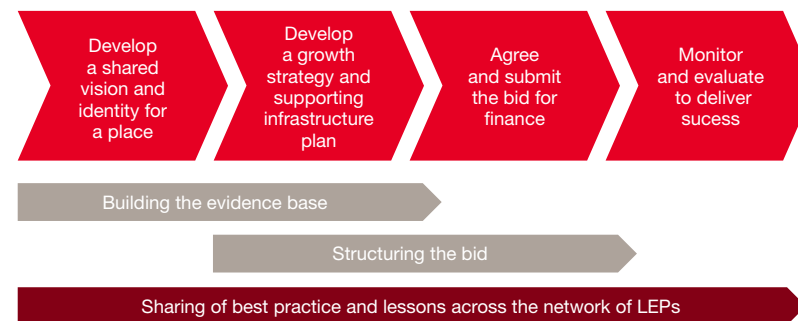 Develop
a shared
vision and
identity for
a place
Develop
a growth
strategy and
supporting
infrastructure
plan
Agree
and submit
the bid for
finance
Monitor
and evaluate
to deliver
sucess
Building the evidence base
Structuring the bid
Sharing of best practice and lessons across the network of LEPs